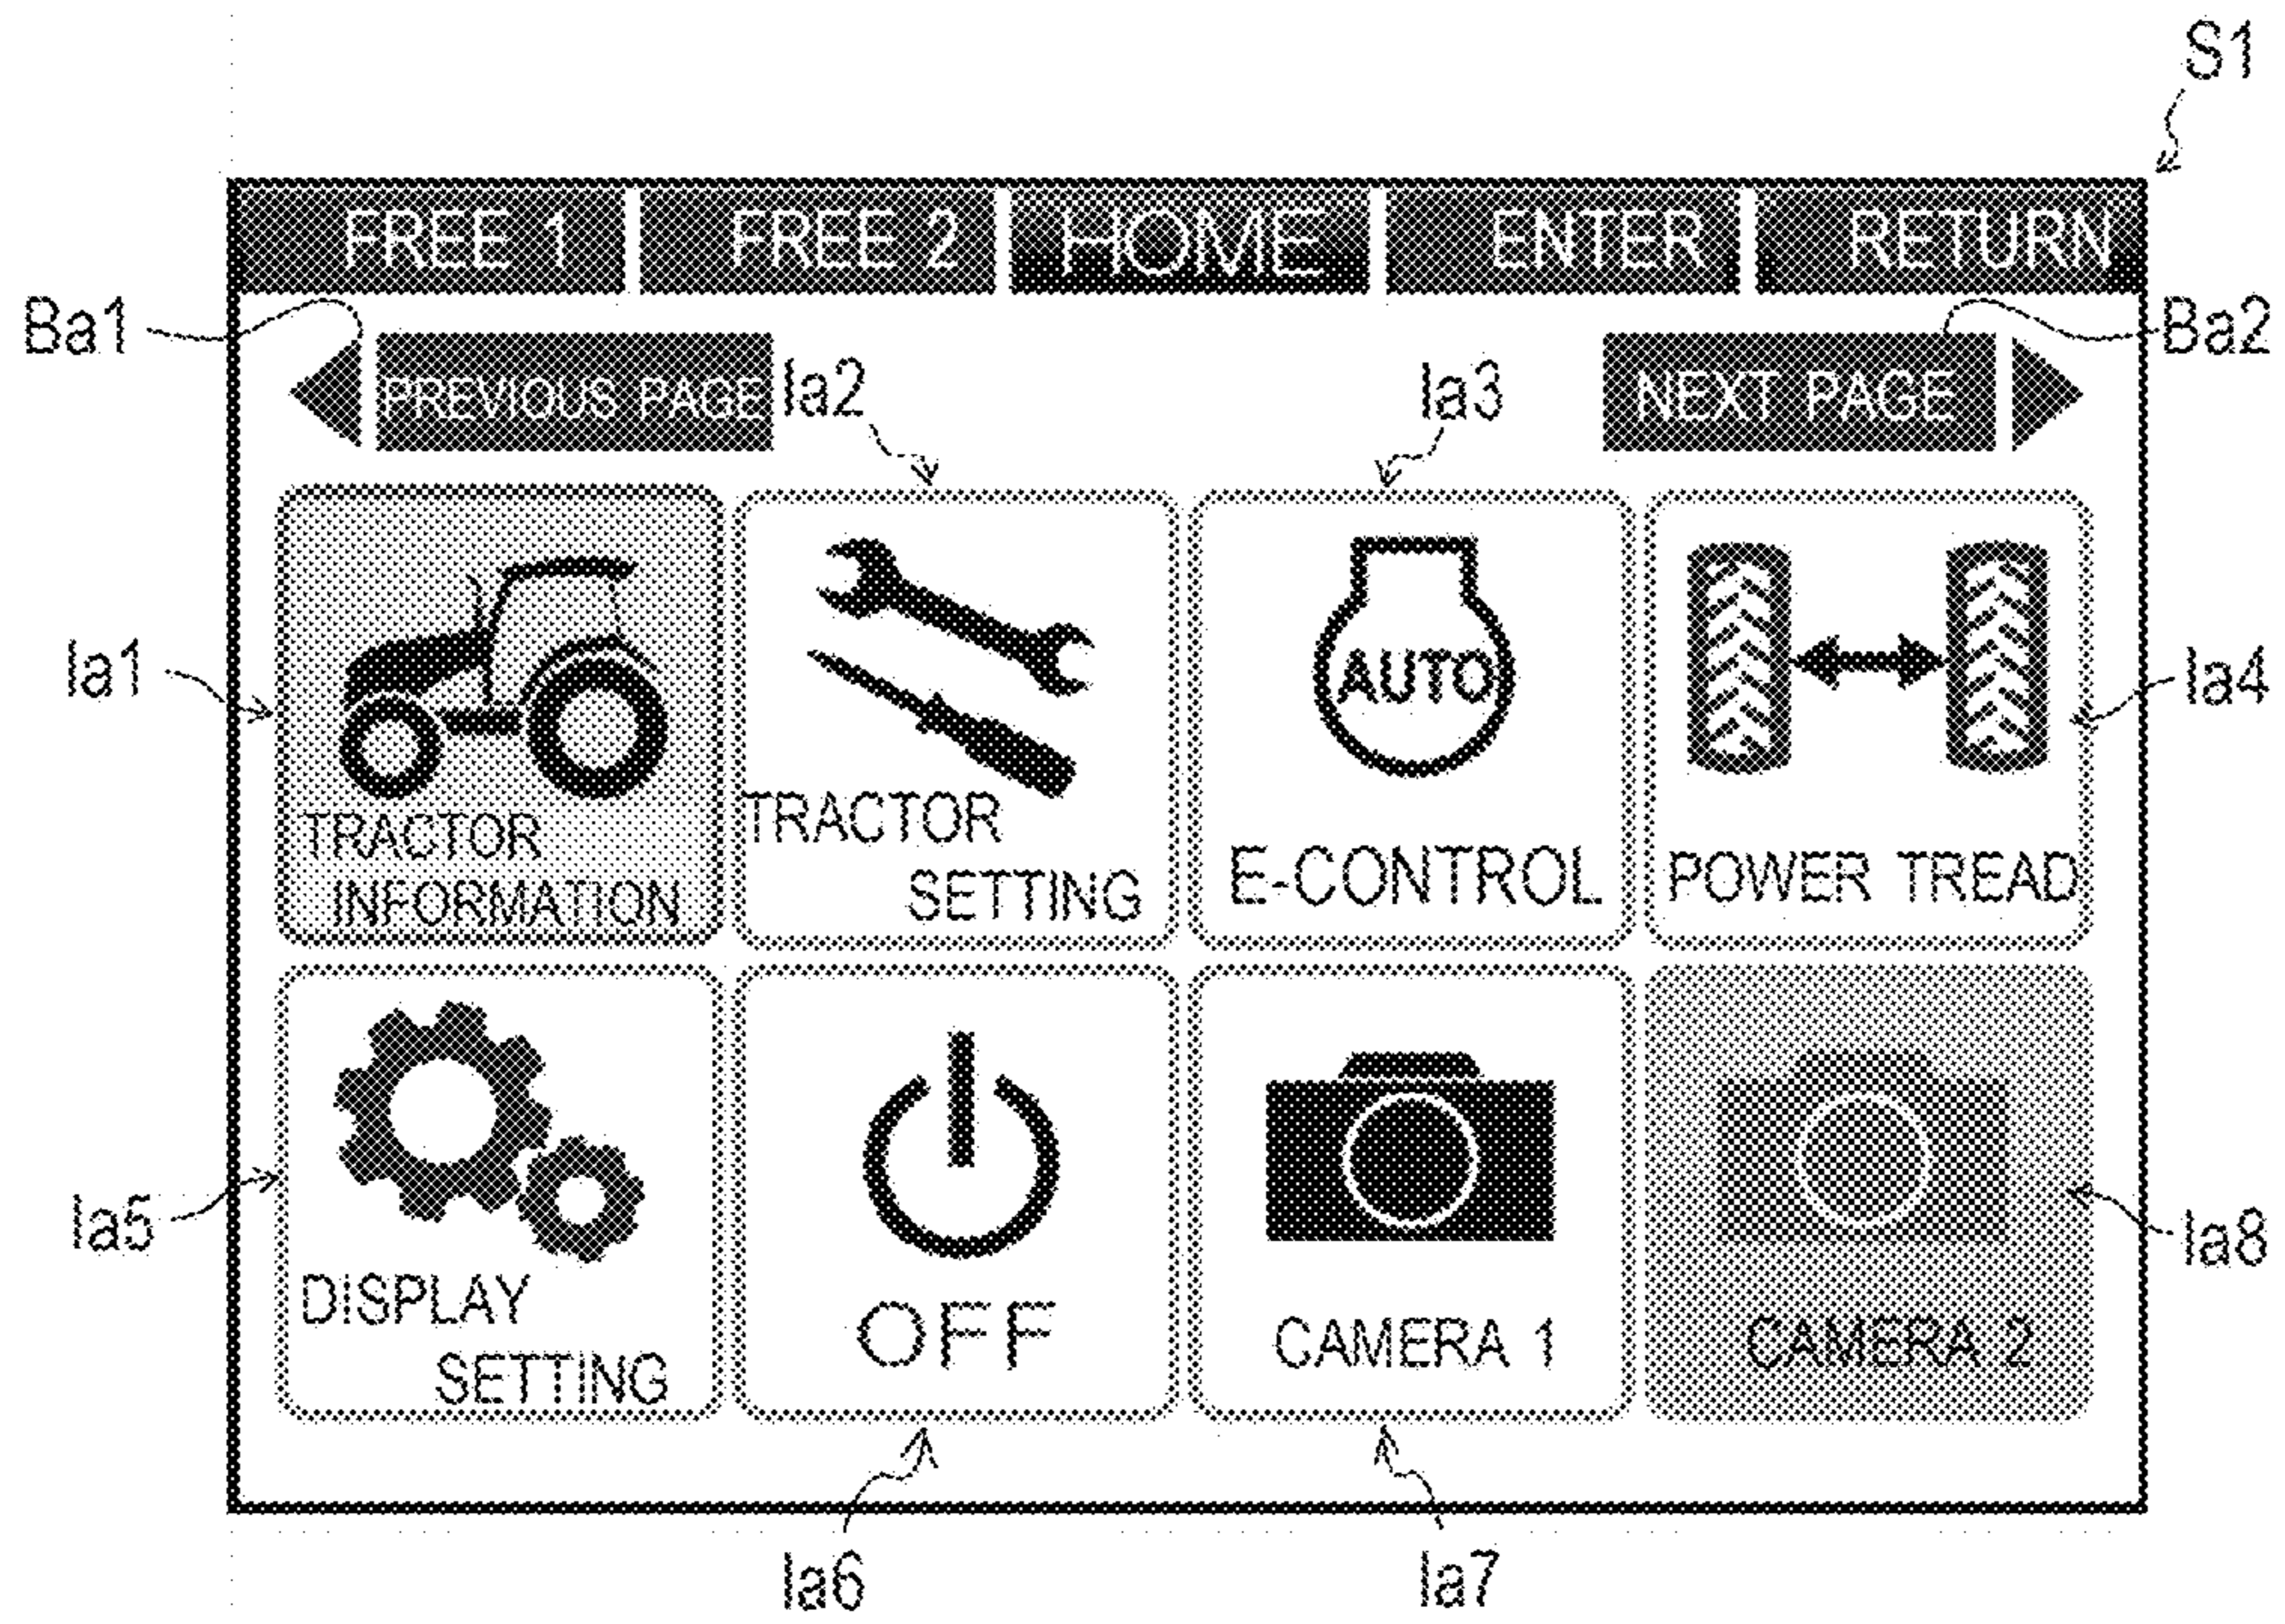 S1
FREE 1 FREE 2 HOME ENTER RETURN
Ba1 Ba2
PREVIOUS PAGE Ia2 Ia3 NEXT PAGE
Ia1 AUTO Ia4
TRACTOR
INFORMATION
TRACTOR
SETTING
E-CONTROL
POWER TREAD
Ia5 Ia8
DISPLAY
SETTING
OFF
CAMERA 1
CAMERA 2
Ia6 Ia7